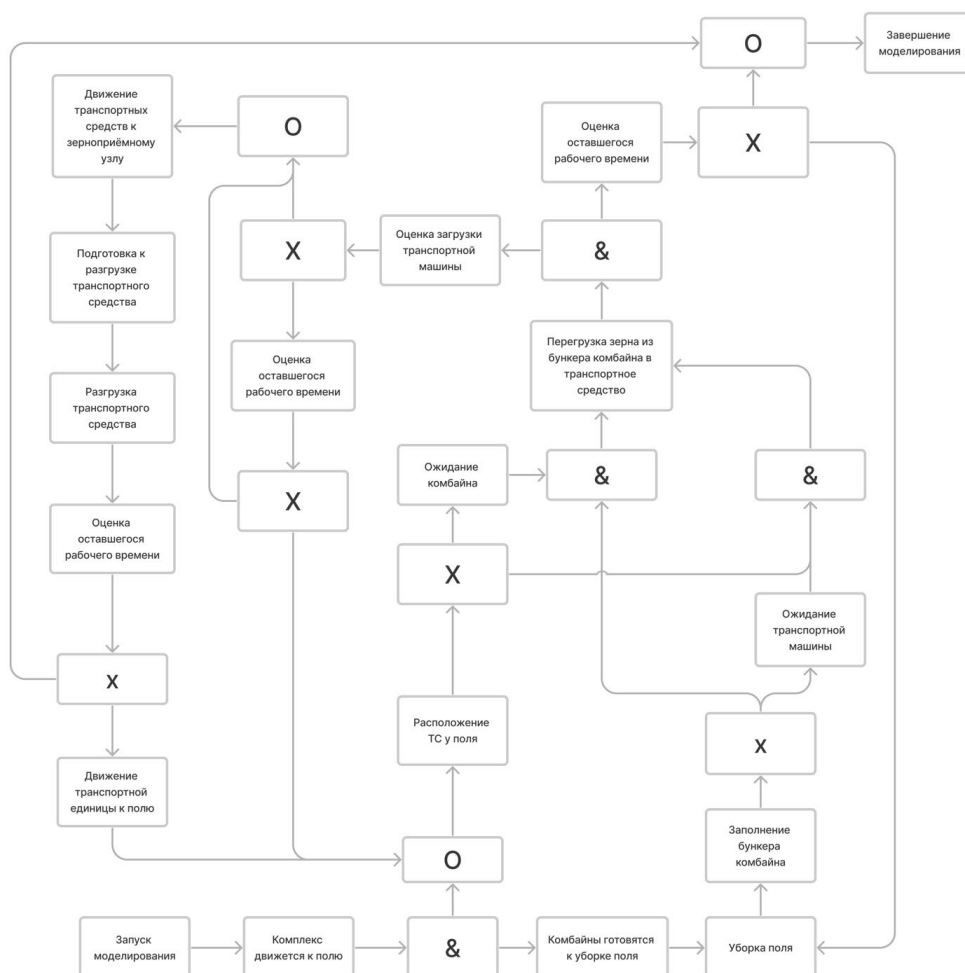 O
Завершение
моделирования
Движение
транспортных
средств к
зерноприёмному
узлу
O
Оценка
оставшегося
рабочего времени
X
Подготовка к
разгрузке
транспортного
средства
X
Оценка загрузки
транспортной
машины
&
Разгрузка
транспортного
средства
Оценка
оставшегося
рабочего времени
Перегрузка зерна из
бункера комбайна в
транспортное
средство
Оценка
оставшегося
рабочего времени
X
Ожидание
комбайна
&
&
X
Ожидание
транспортной
машины
X
Расположение
ТС у поля
X
Движение
транспортной
единицы к полю
Заполнение
бункера
комбайна
O
Запуск
моделирования
Комплекс
движется к полю
&
Комбайны готовятся
к уборке поля
Уборка поля